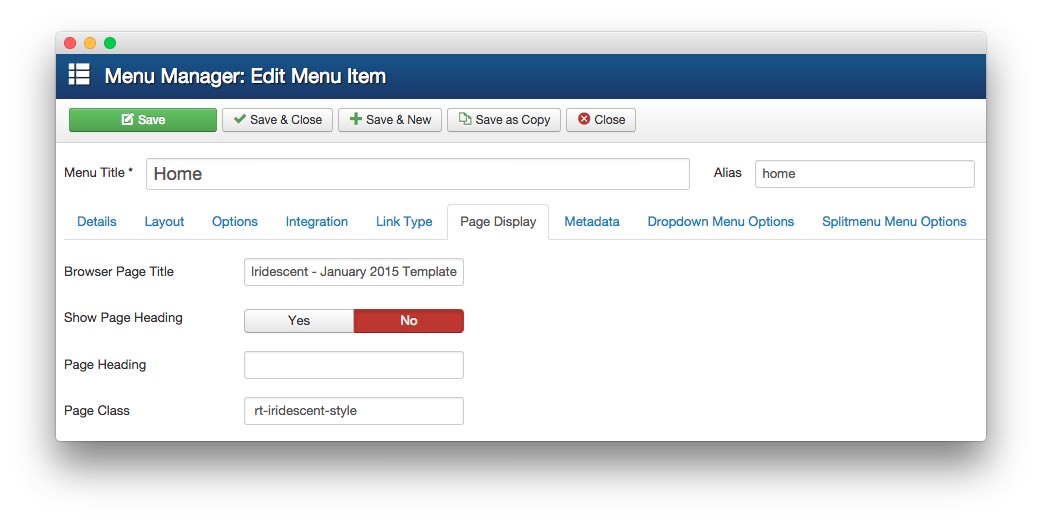 Menu Manager: Edit Menu Item
Save Save & Close Save & New Save as Copy Close
Menu Title * Home Alias home
Details Layout Options Integration Link Type Page Display Metadata Dropdown Menu Options Splitmenu Menu Options
Browser Page Title Iridescent - January 2015 Template
Show Page Heading Yes No
Page Heading
Page Class rt-iridescent-style